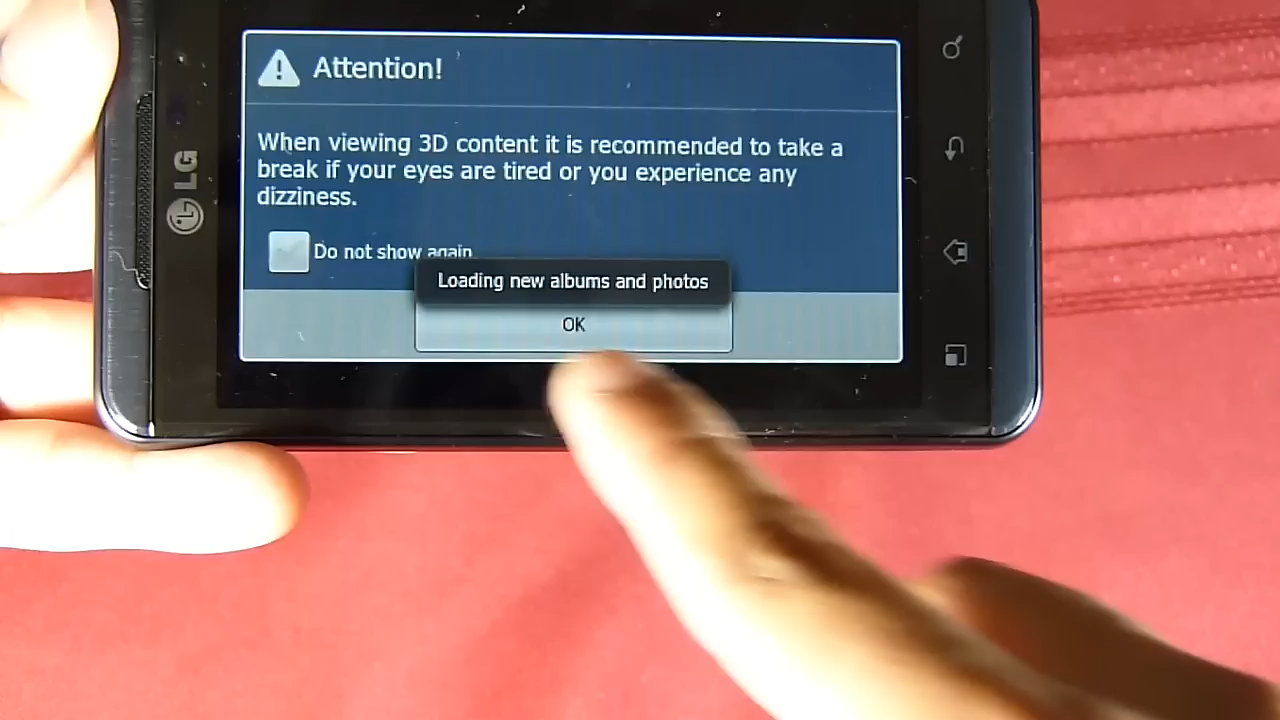 Attention!
When viewing 3D content it is recommended to take a
break if your eyes are tired or you experience any
dizziness.
Do not show again
Loading new albums and photos
OK
LG